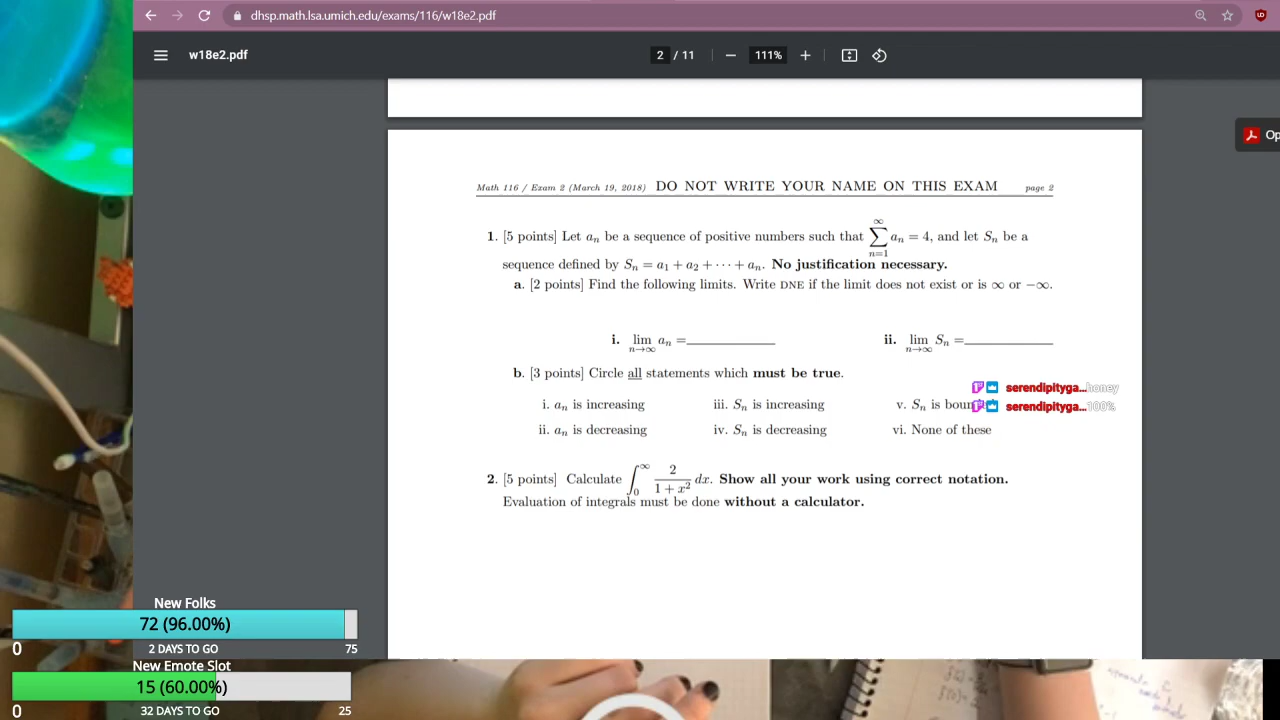 dhsp.math.lsa.umich.edu/exams/116/w18e2.pdf
w18e2.pdf
2 / 11
111%
Math 116 / Exam 2 (March 19, 2018) DO NOT WRITE YOUR NAME ON THIS EXAM page 2
1. [5 points] Let aₙ be a sequence of positive numbers such that ∑_{n=1}^{∞} aₙ = 4, and let Sₙ be a
sequence defined by Sₙ = a₁ + a₂ + ··· + aₙ. No justification necessary.
a. [2 points] Find the following limits. Write DNE if the limit does not exist or is ∞ or −∞.
i. lim_{n→∞} aₙ = ________ ii. lim_{n→∞} Sₙ = ________
b. [3 points] Circle all statements which must be true.
serendipityga... honey
i. aₙ is increasing iii. Sₙ is increasing v. Sₙ is
serendipityga... 100%
ii. aₙ is decreasing iv. Sₙ is decreasing vi. None of these
2. [5 points] Calculate ∫_0^∞ 2/(1 + x²) dx. Show all your work using correct notation.
Evaluation of integrals must be done without a calculator.
New Folks
72 (96.00%)
0 2 DAYS TO GO 75
New Emote Slot
15 (60.00%)
0 32 DAYS TO GO 25